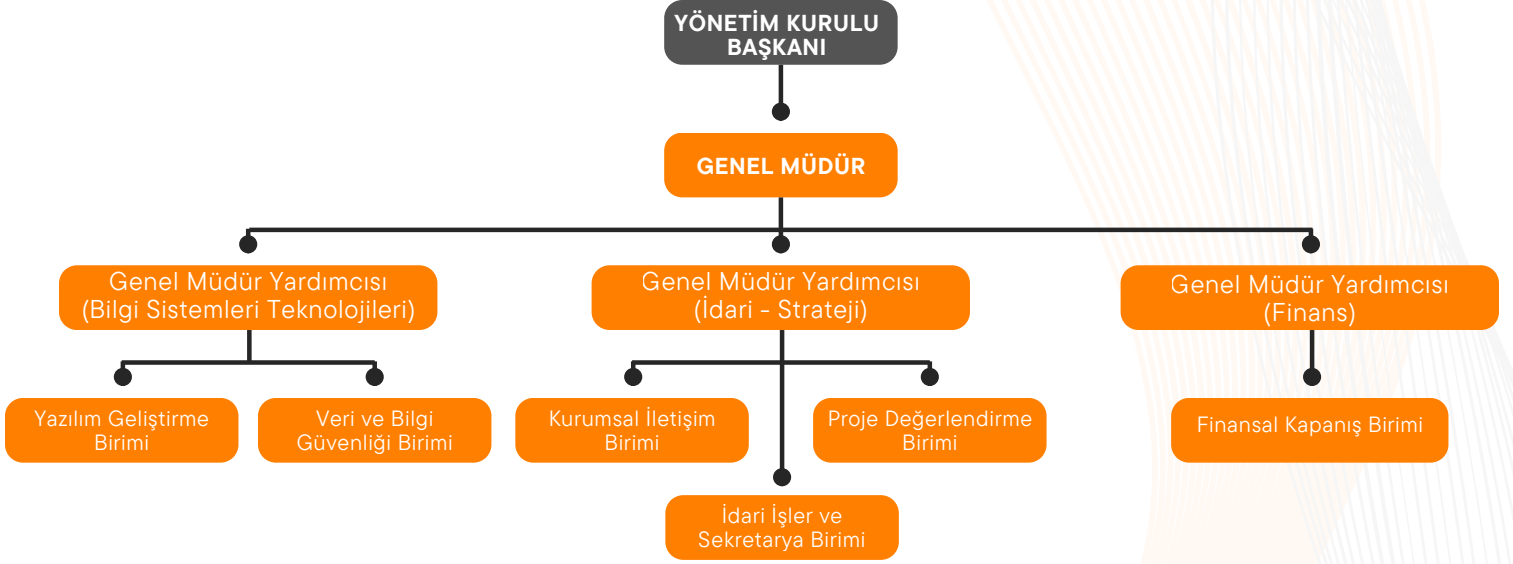 YÖNETİM KURULU
BAŞKANI
GENEL MÜDÜR
Genel Müdür Yardımcısı
(Bilgi Sistemleri Teknolojileri)
Genel Müdür Yardımcısı
(İdari - Strateji)
Genel Müdür Yardımcısı
(Finans)
Yazılım Geliştirme
Birimi
Veri ve Bilgi
Güvenliği Birimi
Kurumsal İletişim
Birimi
Proje Değerlendirme
Birimi
Finansal Kapanış Birimi
İdari İşler ve
Sekretarya Birimi